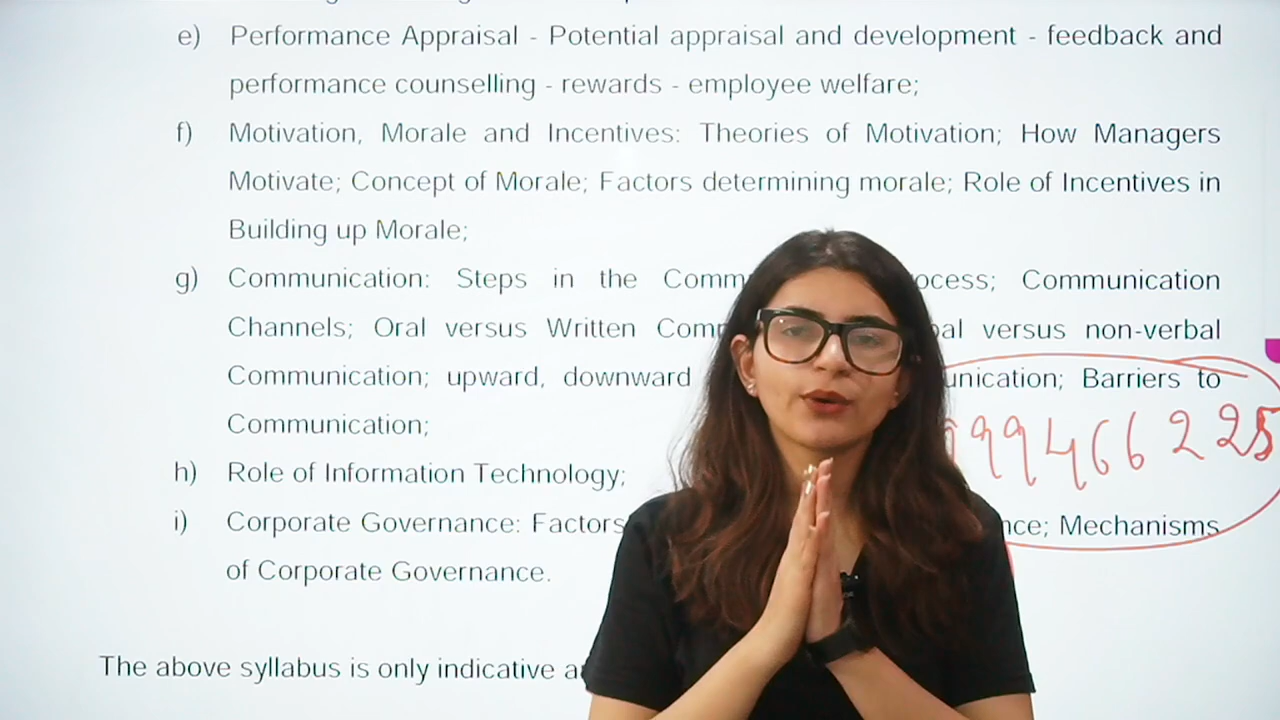 e) Performance Appraisal - Potential appraisal and development - feedback and
performance counselling - rewards - employee welfare;
f) Motivation, Morale and Incentives: Theories of Motivation; How Managers
Motivate; Concept of Morale; Factors determining morale; Role of Incentives in
Building up Morale;
g) Communication: Steps in the Comm ocess; Communication
Channels; Oral versus Written Com al versus non-verbal
Communication; upward, downward unication; Barriers to
Communication;
99466225
h) Role of Information Technology;
i) Corporate Governance: Factors nce; Mechanisms
of Corporate Governance.
The above syllabus is only indicative a